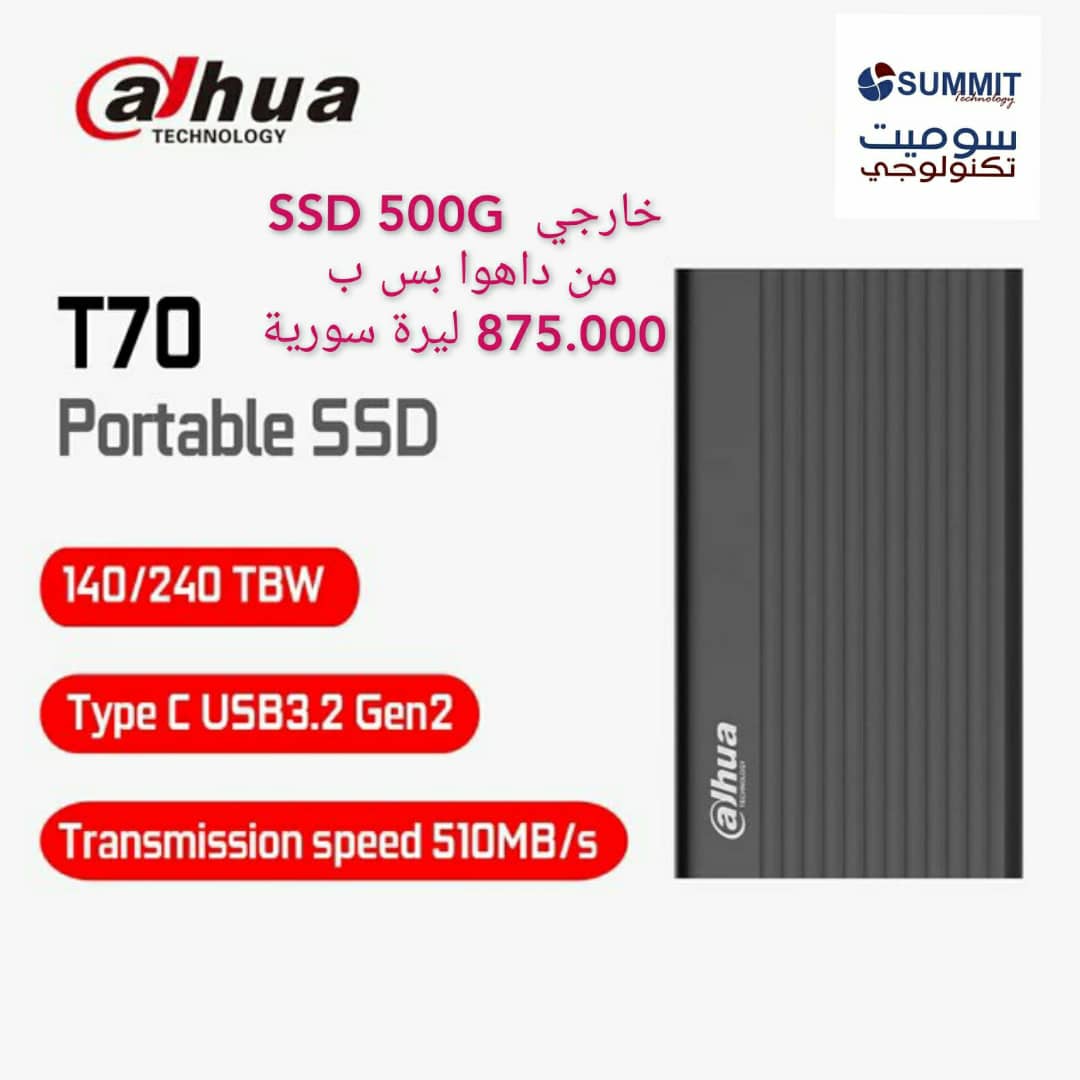 alhua
TECHNOLOGY
SUMMIT
Technology
سوميت
تكنولوجي
خارجي SSD 500G
من داهوا بس ب
875.000 ليرة سورية
T70
Portable SSD
140/240 TBW
Type C USB3.2 Gen2
Transmission speed 510MB/s
alhua
TECHNOLOGY